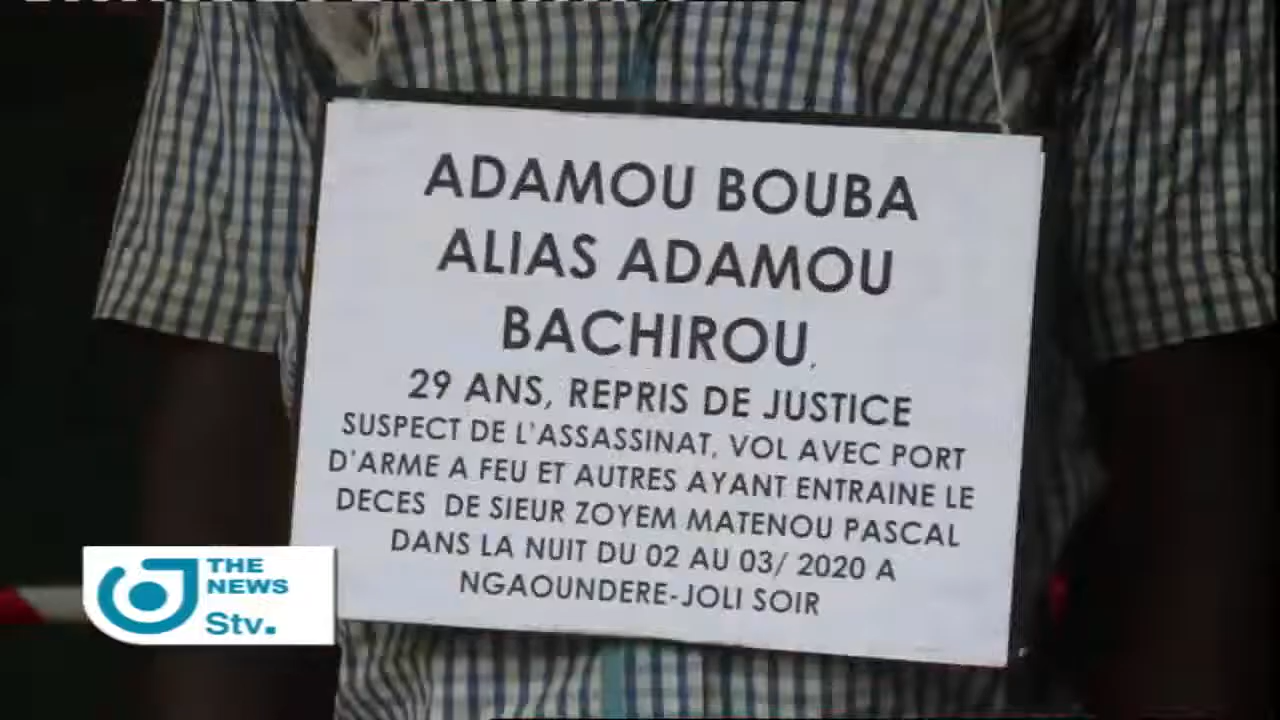 ADAMOU BOUBA
ALIAS ADAMOU
BACHIROU,
29 ANS, REPRIS DE JUSTICE
SUSPECT DE L'ASSASSINAT, VOL AVEC PORT
D'ARME A FEU ET AUTRES AYANT ENTRAINE LE
DECES DE SIEUR ZOYEM MATENOU PASCAL
DANS LA NUIT DU 02 AU 03/ 2020 A
NGAOUNDERE-JOLI SOIR
THE
NEWS
Stv.